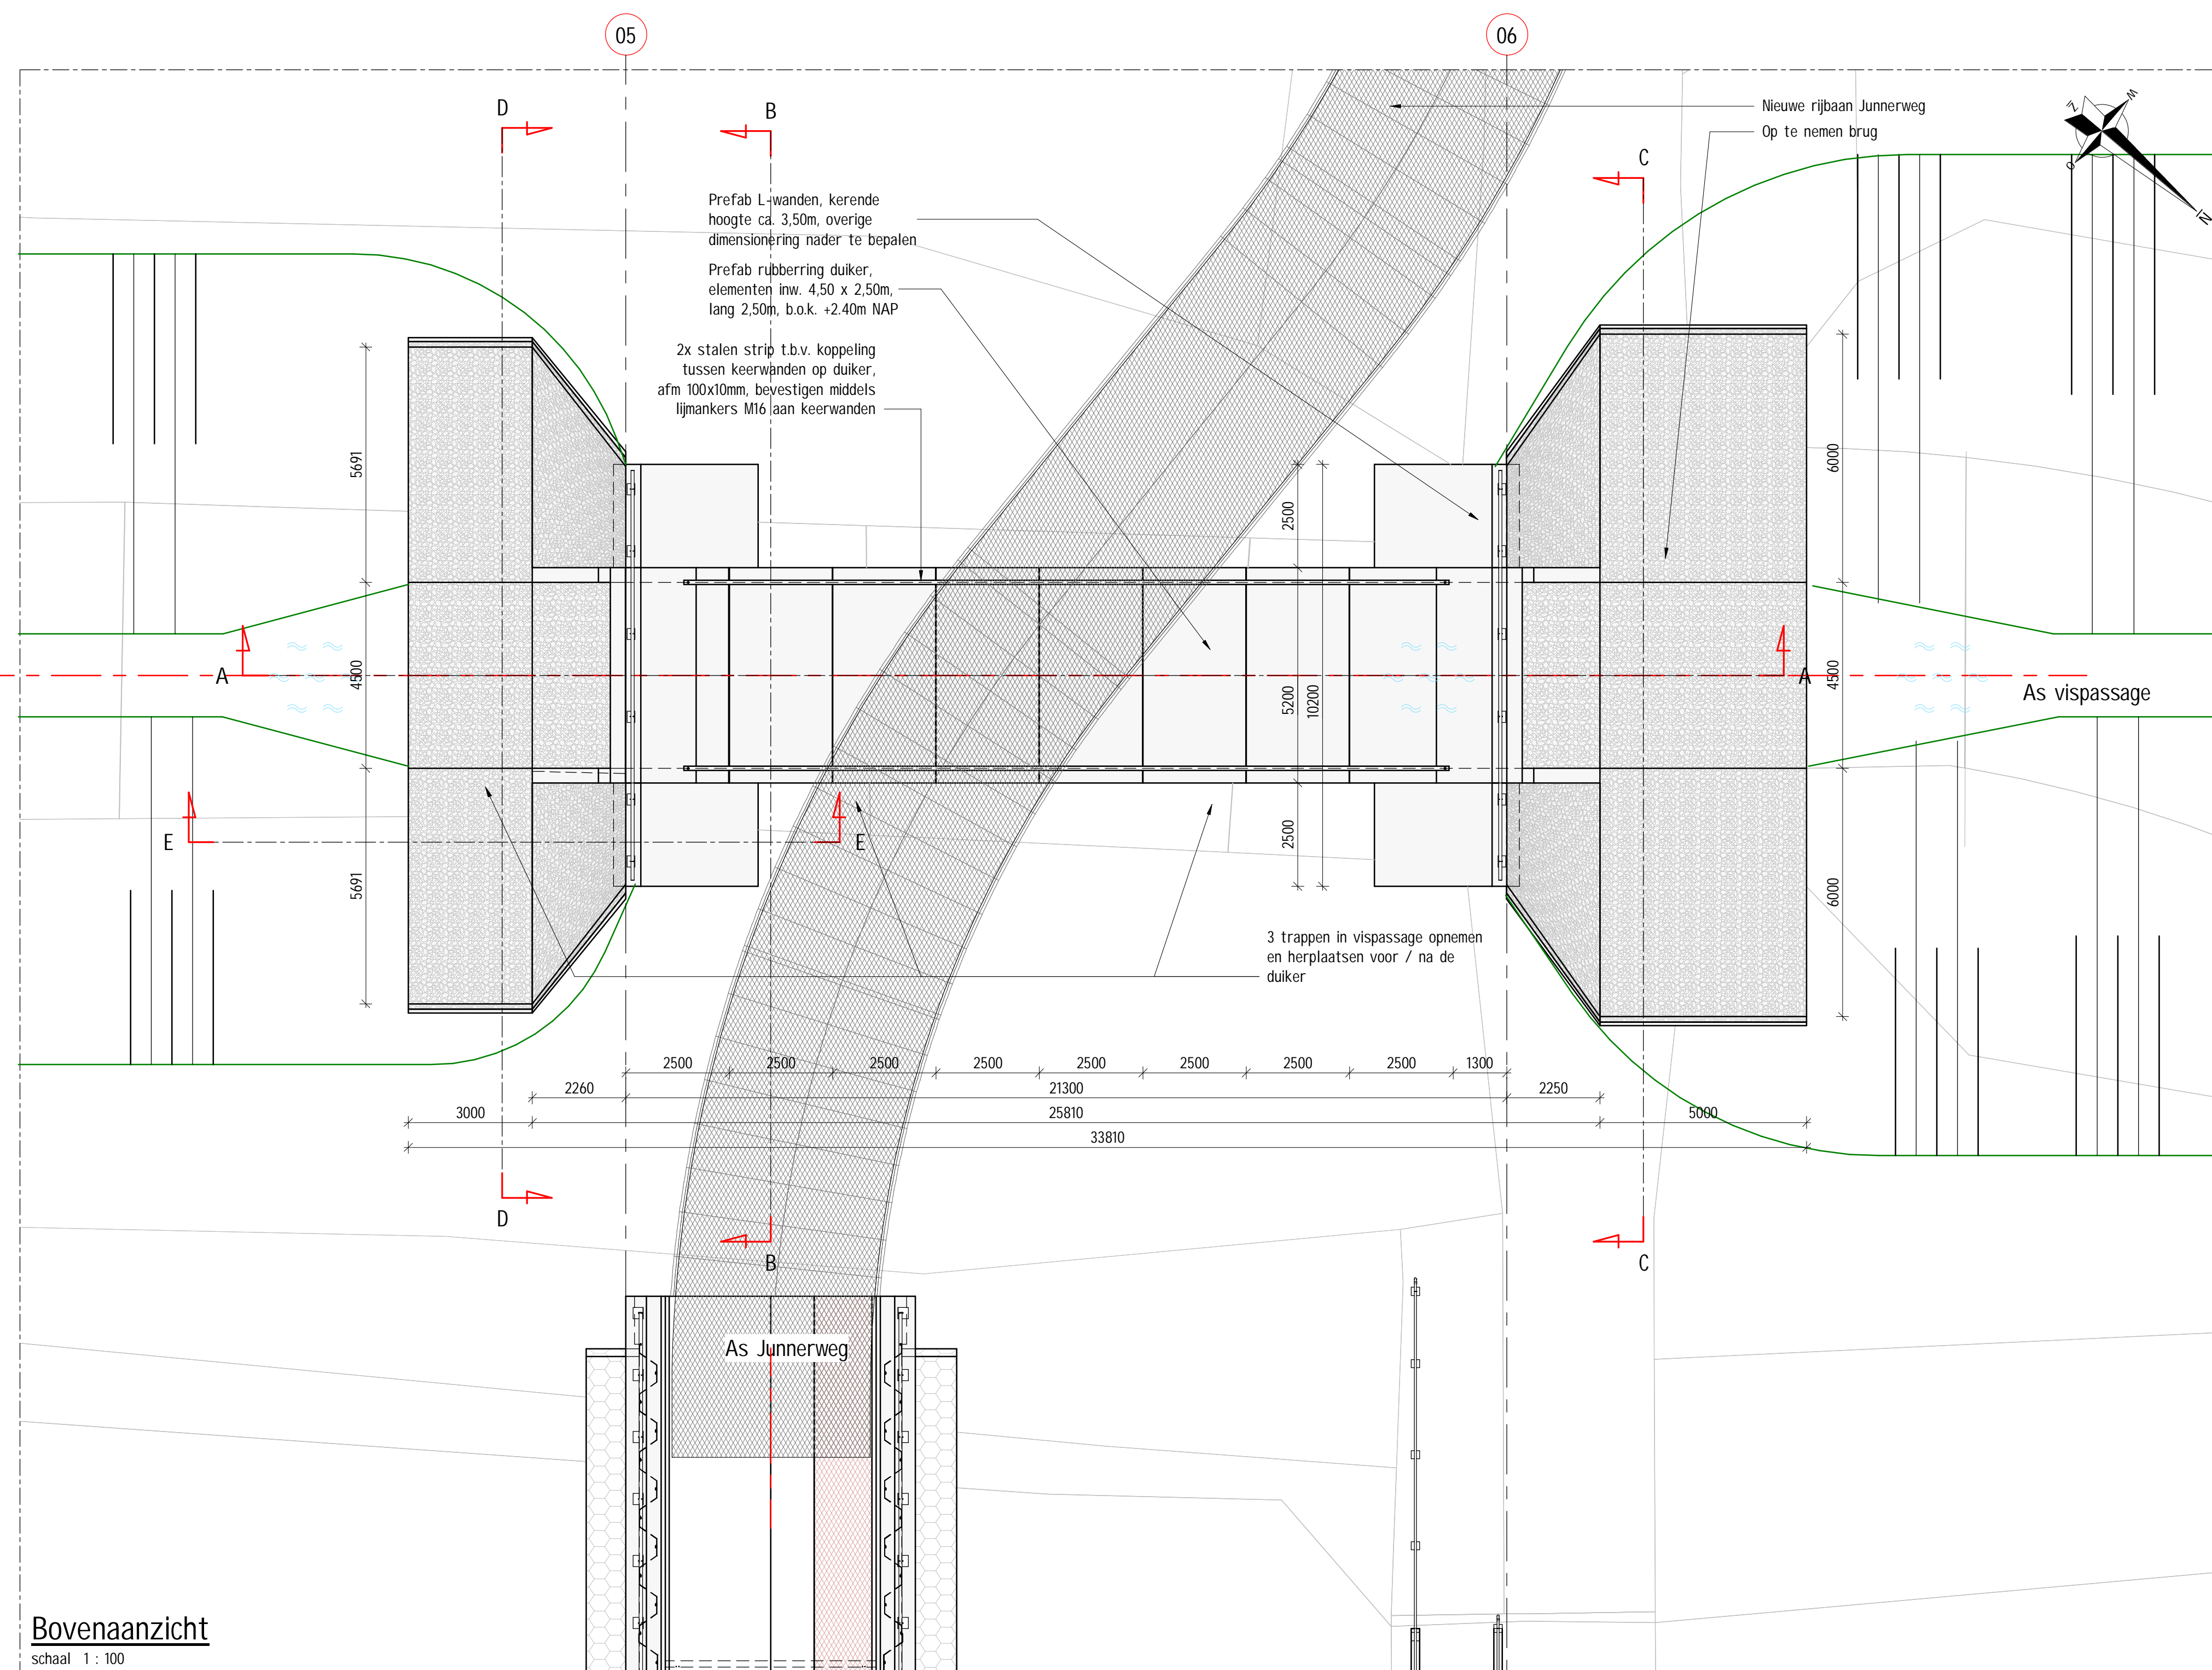 05
06
D
B
Nieuwe rijbaan Junnerweg
Op te nemen brug
Z
W
O
N
C
Prefab L-wanden, kerende
hoogte ca. 3,50m, overige
dimensionering nader te bepalen
Prefab rubberring duiker,
elementen inw. 4,50 x 2,50m,
lang 2,50m, b.o.k. +2.40m NAP
2x stalen strip t.b.v. koppeling
tussen keerwanden op duiker,
afm 100x10mm, bevestigen middels
lijmankers M16 aan keerwanden
5691
6000
2500
A
4500
5200
10200
4500
A
As vispassage
E
E
2500
5691
6000
3 trappen in vispassage opnemen
en herplaatsen voor / na de
duiker
2500
2500
2500
2500
2500
2500
2500
2500
1300
2260
21300
2250
3000
25810
5000
33810
D
B
C
As Junnerweg
Bovenaanzicht
schaal 1 : 100